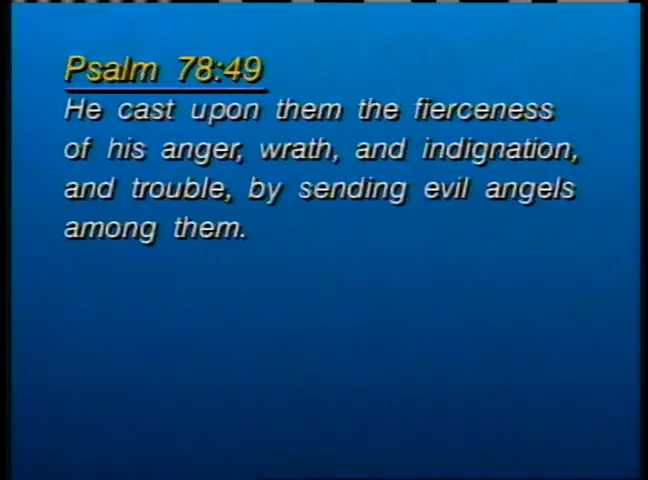 Psalm 78:49
He cast upon them the fierceness
of his anger, wrath, and indignation,
and trouble, by sending evil angels
among them.